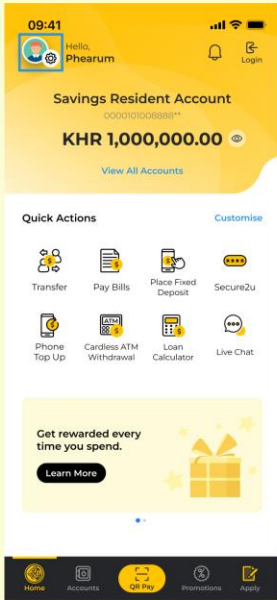 09:41
Hello,
Phearum
Login
Savings Resident Account
0000101008888**
KHR 1,000,000.00
View All Accounts
Quick Actions
Customise
Transfer
Pay Bills
Place Fixed
Deposit
Secure2u
Phone
Top Up
ATM
Cardless ATM
Withdrawal
Loan
Calculator
Live Chat
Get rewarded every
time you spend.
Learn More
Home
Accounts
QR Pay
Promotions
Apply